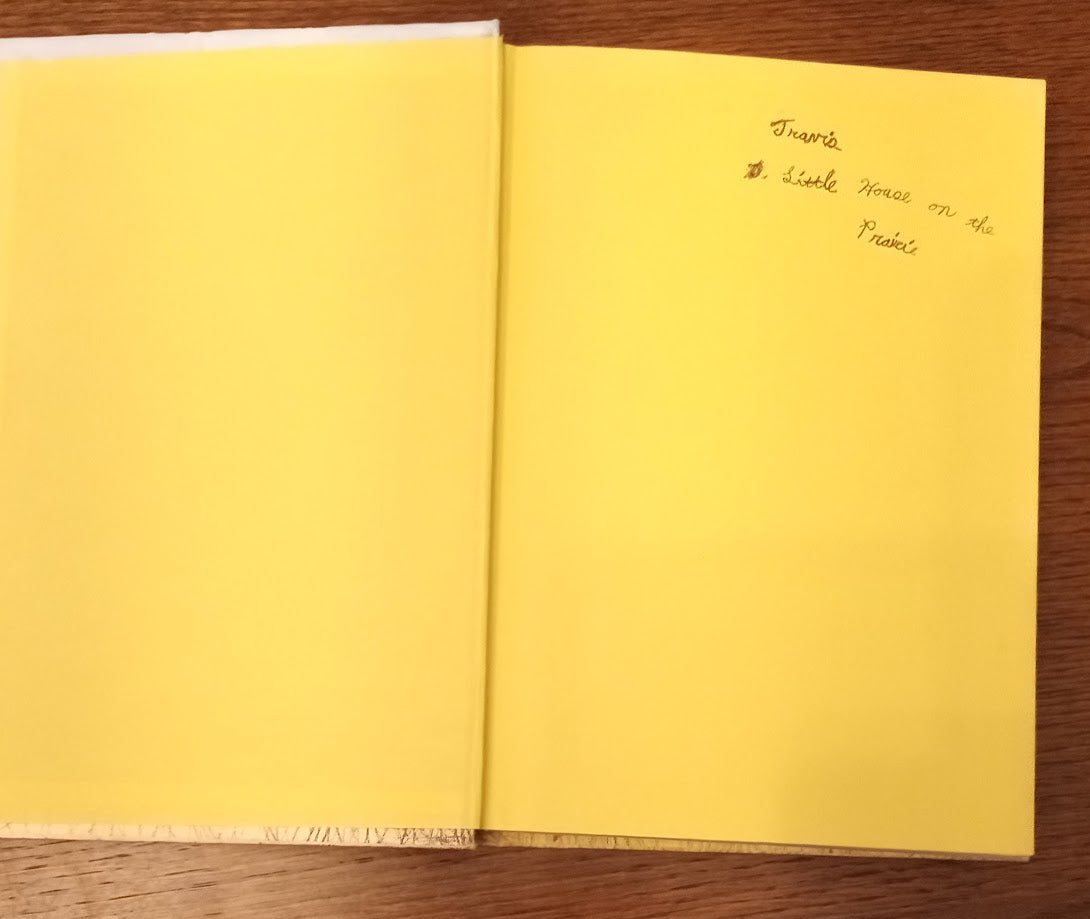 Travis
Little House on the
Prairie